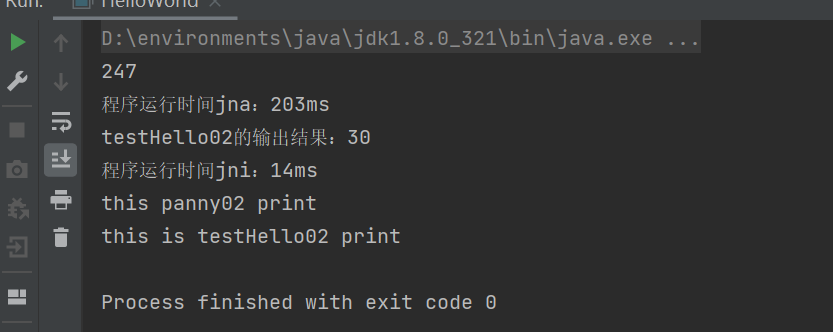 Run: HelloWorld ×
D:\environments\java\jdk1.8.0_321\bin\java.exe ...
247
程序运行时间jna：203ms
testHello02的输出结果：30
程序运行时间jni：14ms
this panny02 print
this is testHello02 print
Process finished with exit code 0